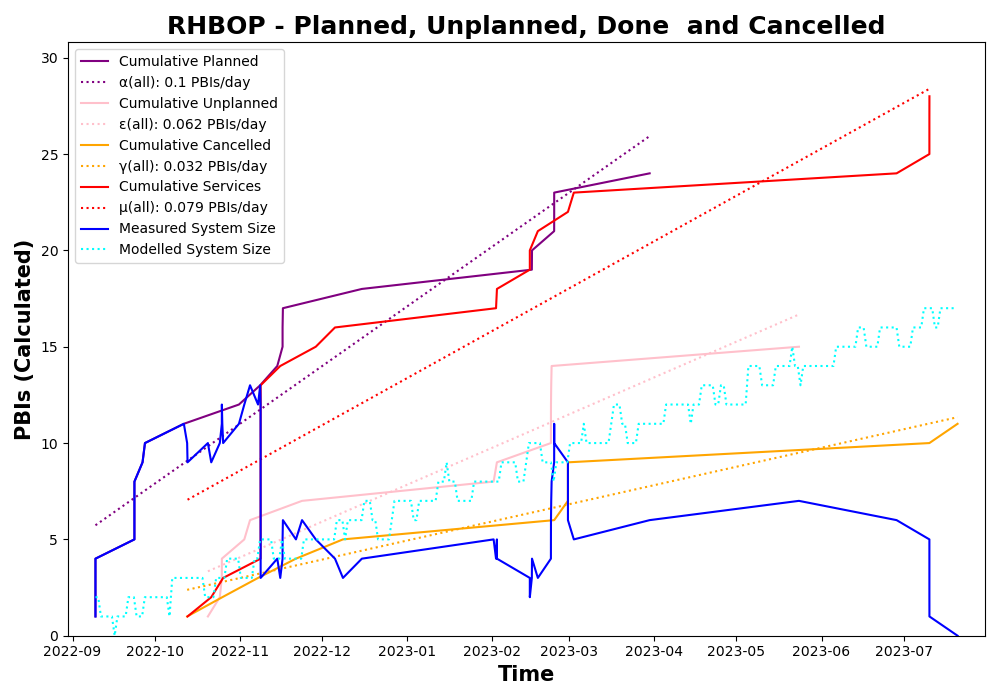 RHBOP - Planned, Unplanned, Done  and Cancelled
PBIs (Calculated)
30
25
20
15
10
5
0
Cumulative Planned
α(all): 0.1 PBIs/day
Cumulative Unplanned
ε(all): 0.062 PBIs/day
Cumulative Cancelled
γ(all): 0.032 PBIs/day
Cumulative Services
μ(all): 0.079 PBIs/day
Measured System Size
Modelled System Size
2022-09 2022-10 2022-11 2022-12 2023-01 2023-02 2023-03 2023-04 2023-05 2023-06 2023-07
Time